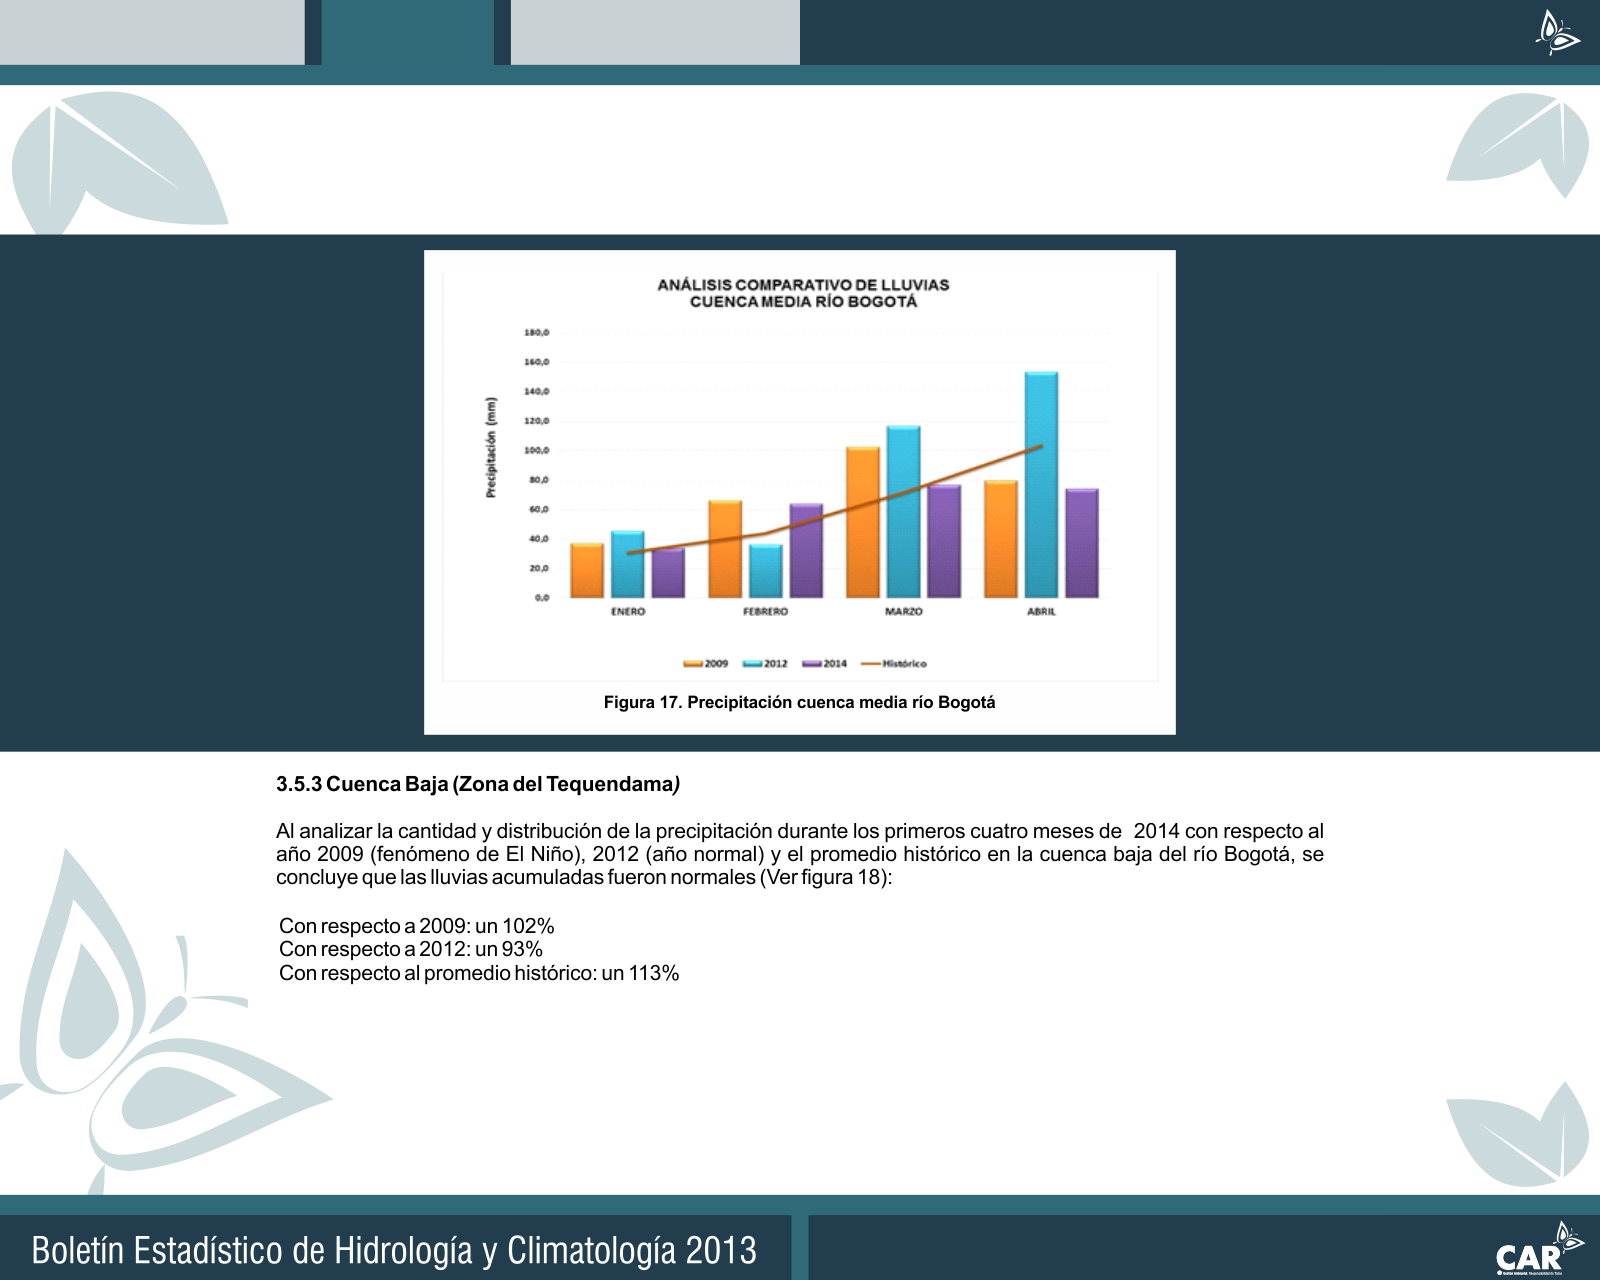 ANÁLISIS COMPARATIVO DE LLUVIAS
CUENCA MEDIA RÍO BOGOTÁ
Precipitación (mm)
180,0
160,0
140,0
120,0
100,0
80,0
60,0
40,0
20,0
0,0
ENERO FEBRERO MARZO ABRIL
2009 2012 2014 Histórico
Figura 17. Precipitación cuenca media río Bogotá
3.5.3 Cuenca Baja (Zona del Tequendama)
Al analizar la cantidad y distribución de la precipitación durante los primeros cuatro meses de 2014 con respecto al
año 2009 (fenómeno de El Niño), 2012 (año normal) y el promedio histórico en la cuenca baja del río Bogotá, se
concluye que las lluvias acumuladas fueron normales (Ver figura 18):
Con respecto a 2009: un 102%
Con respecto a 2012: un 93%
Con respecto al promedio histórico: un 113%
Boletín Estadístico de Hidrología y Climatología 2013
CAR